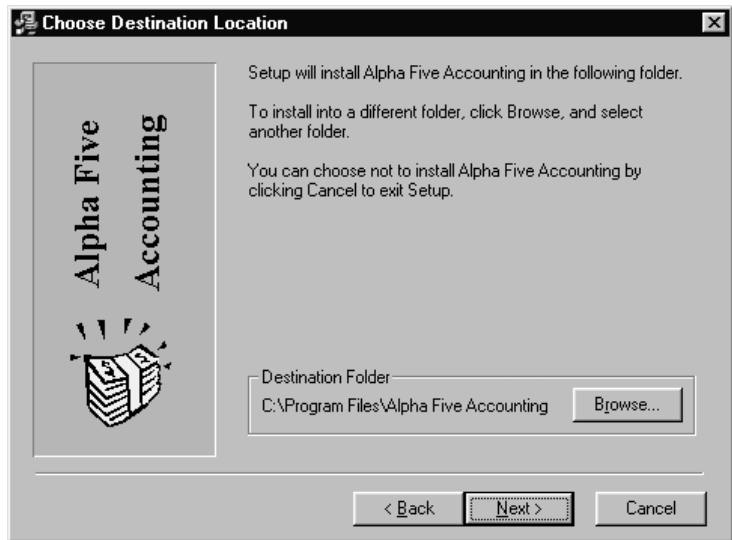 Choose Destination Location
Alpha Five
Accounting
Setup will install Alpha Five Accounting in the following folder.
To install into a different folder, click Browse, and select
another folder.
You can choose not to install Alpha Five Accounting by
clicking Cancel to exit Setup.
Destination Folder
C:\Program Files\Alpha Five Accounting
Browse...
< Back
Next >
Cancel